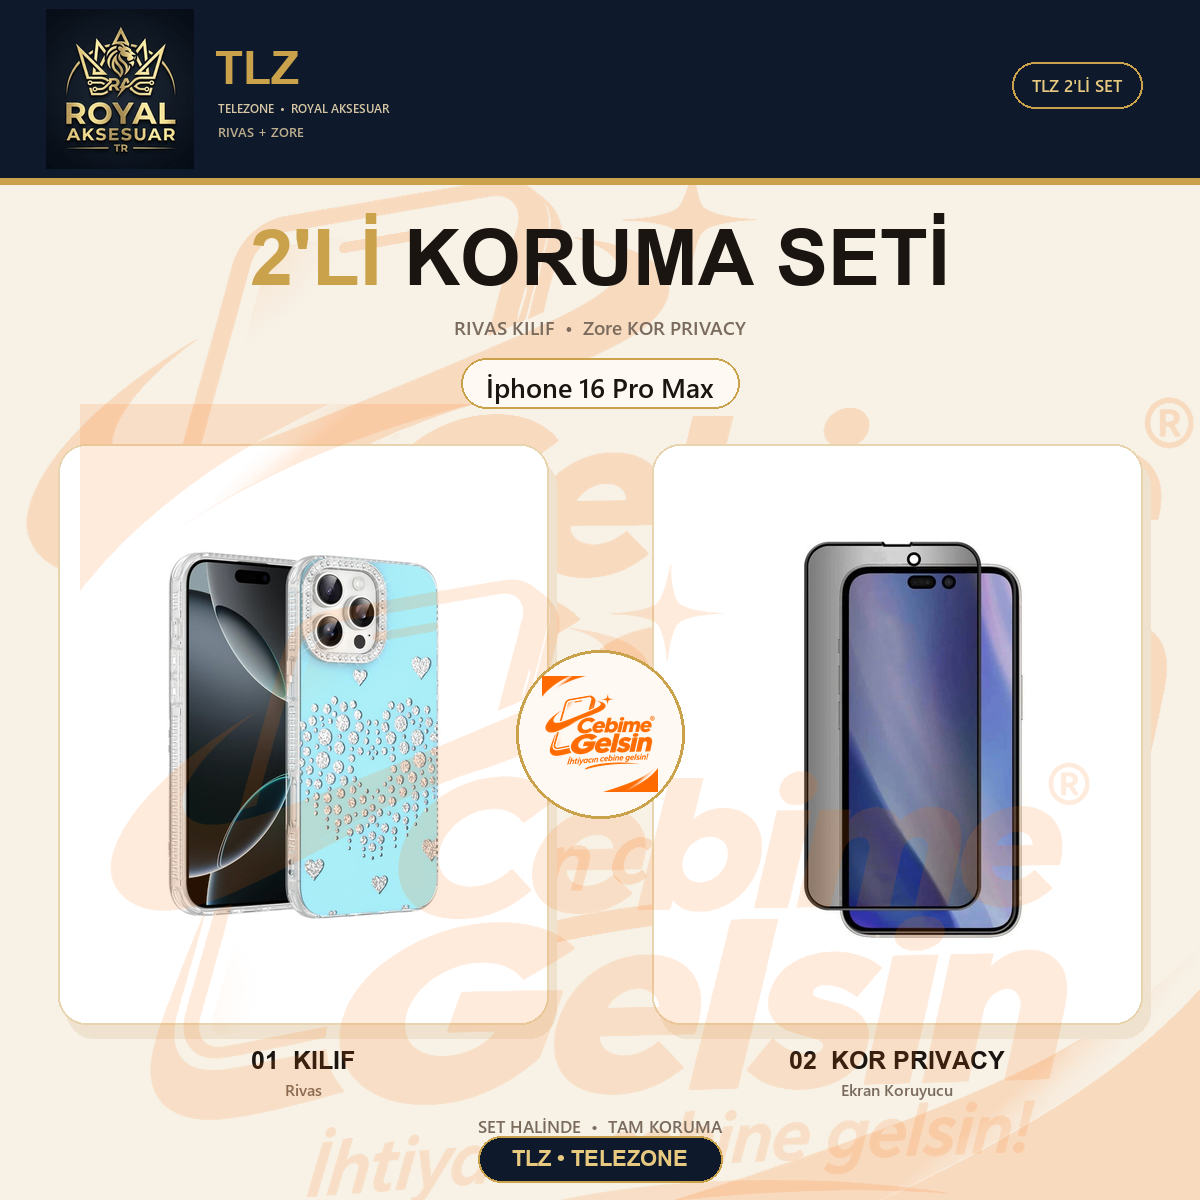 ROYAL
AKSESUAR
TR
TLZ
TELEZONE • ROYAL AKSESUAR
RIVAS + ZORE
TLZ 2'Lİ SET
2'Lİ KORUMA SETİ
RIVAS KILIF • Zore KOR PRIVACY
İphone 16 Pro Max
Cebime®
Gelsin
İhtiyacın cebine gelsin!
Cebime®
Gelsin
01 KILIF
Rivas
02 KOR PRIVACY
Ekran Koruyucu
SET HALİNDE • TAM KORUMA
TLZ • TELEZONE